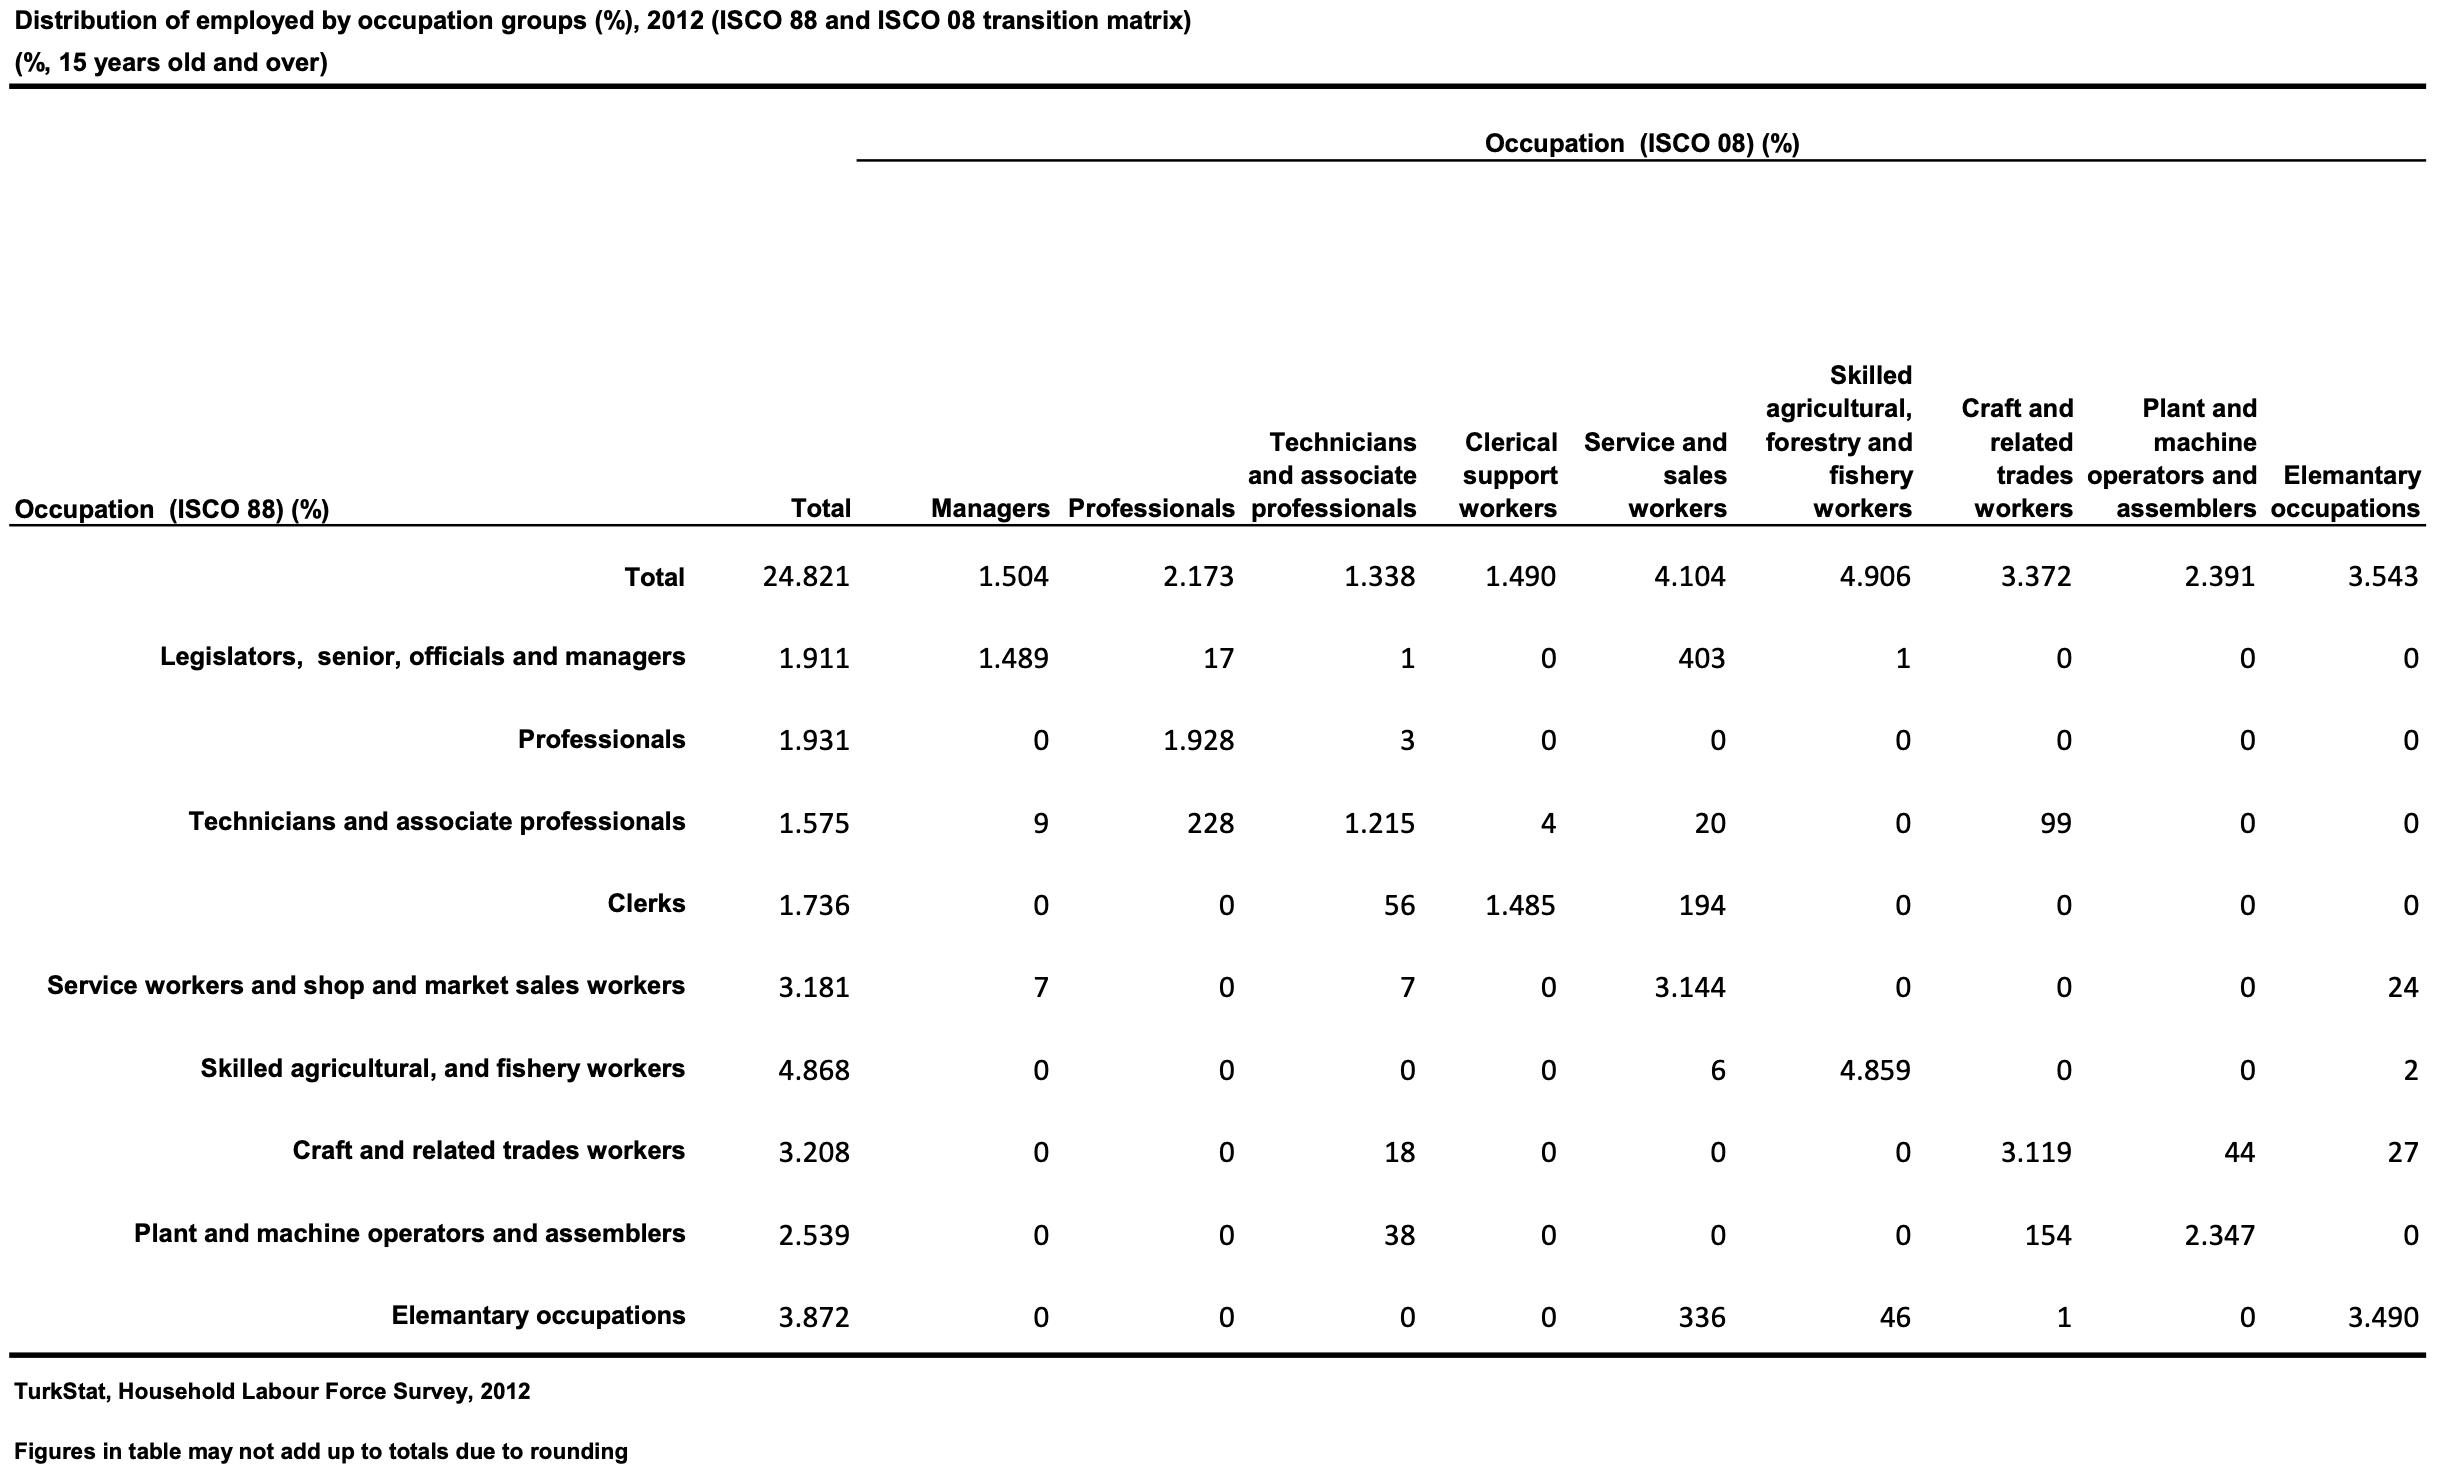 Distribution of employed by occupation groups (%), 2012 (ISCO 88 and ISCO 08 transition matrix)
(%, 15 years old and over)
Occupation (ISCO 08) (%)
Occupation (ISCO 88) (%) Total Managers Professionals Technicians and associate professionals Clerical support workers Service and sales workers Skilled agricultural, forestry and fishery workers Craft and related trades workers Plant and machine operators and assemblers Elemantary occupations
Total 24.821 1.504 2.173 1.338 1.490 4.104 4.906 3.372 2.391 3.543
Legislators, senior, officials and managers 1.911 1.489 17 1 0 403 1 0 0 0
Professionals 1.931 0 1.928 3 0 0 0 0 0 0
Technicians and associate professionals 1.575 9 228 1.215 4 20 0 99 0 0
Clerks 1.736 0 0 56 1.485 194 0 0 0 0
Service workers and shop and market sales workers 3.181 7 0 7 0 3.144 0 0 0 24
Skilled agricultural, and fishery workers 4.868 0 0 0 0 6 4.859 0 0 2
Craft and related trades workers 3.208 0 0 18 0 0 0 3.119 44 27
Plant and machine operators and assemblers 2.539 0 0 38 0 0 0 154 2.347 0
Elemantary occupations 3.872 0 0 0 0 336 46 1 0 3.490
TurkStat, Household Labour Force Survey, 2012
Figures in table may not add up to totals due to rounding